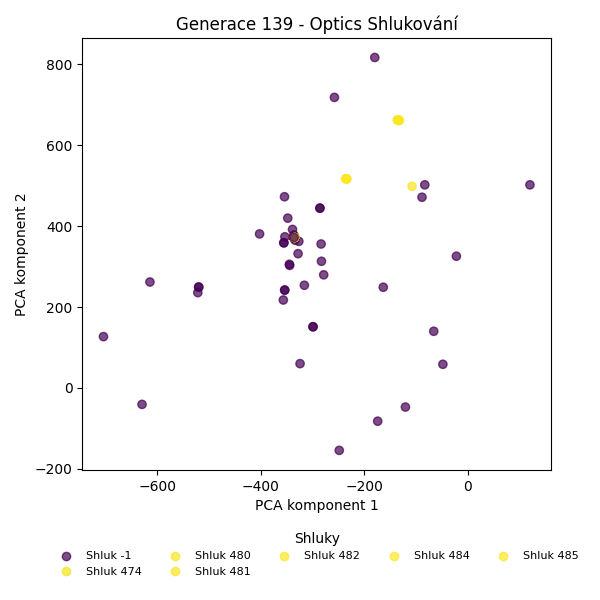 Generace 139 - Optics Shlukování
800
600
400
200
0
−200
PCA komponent 2
−600 −400 −200 0
PCA komponent 1
Shluky
Shluk -1 Shluk 480 Shluk 482 Shluk 484 Shluk 485
Shluk 474 Shluk 481